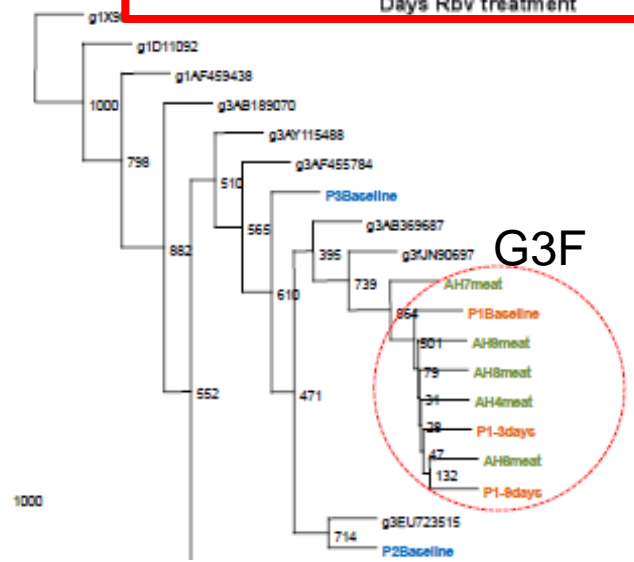 Days Rbv treatment
g1X9
g1D11092
g1AF459438
1000
g3AB189070
g3AY115488
798
g3AF455784
510
P3Baseline
g3AB369687
565
882
g3fJN90697
G3F
395
AH7meat
739
610
P1Baseline
864
AH9meat
501
AH8meat
79
552
471
AH4meat
31
P1-3days
28
AH6meat
47
132
P1-9days
1000
g3EU723515
714
P2Baseline